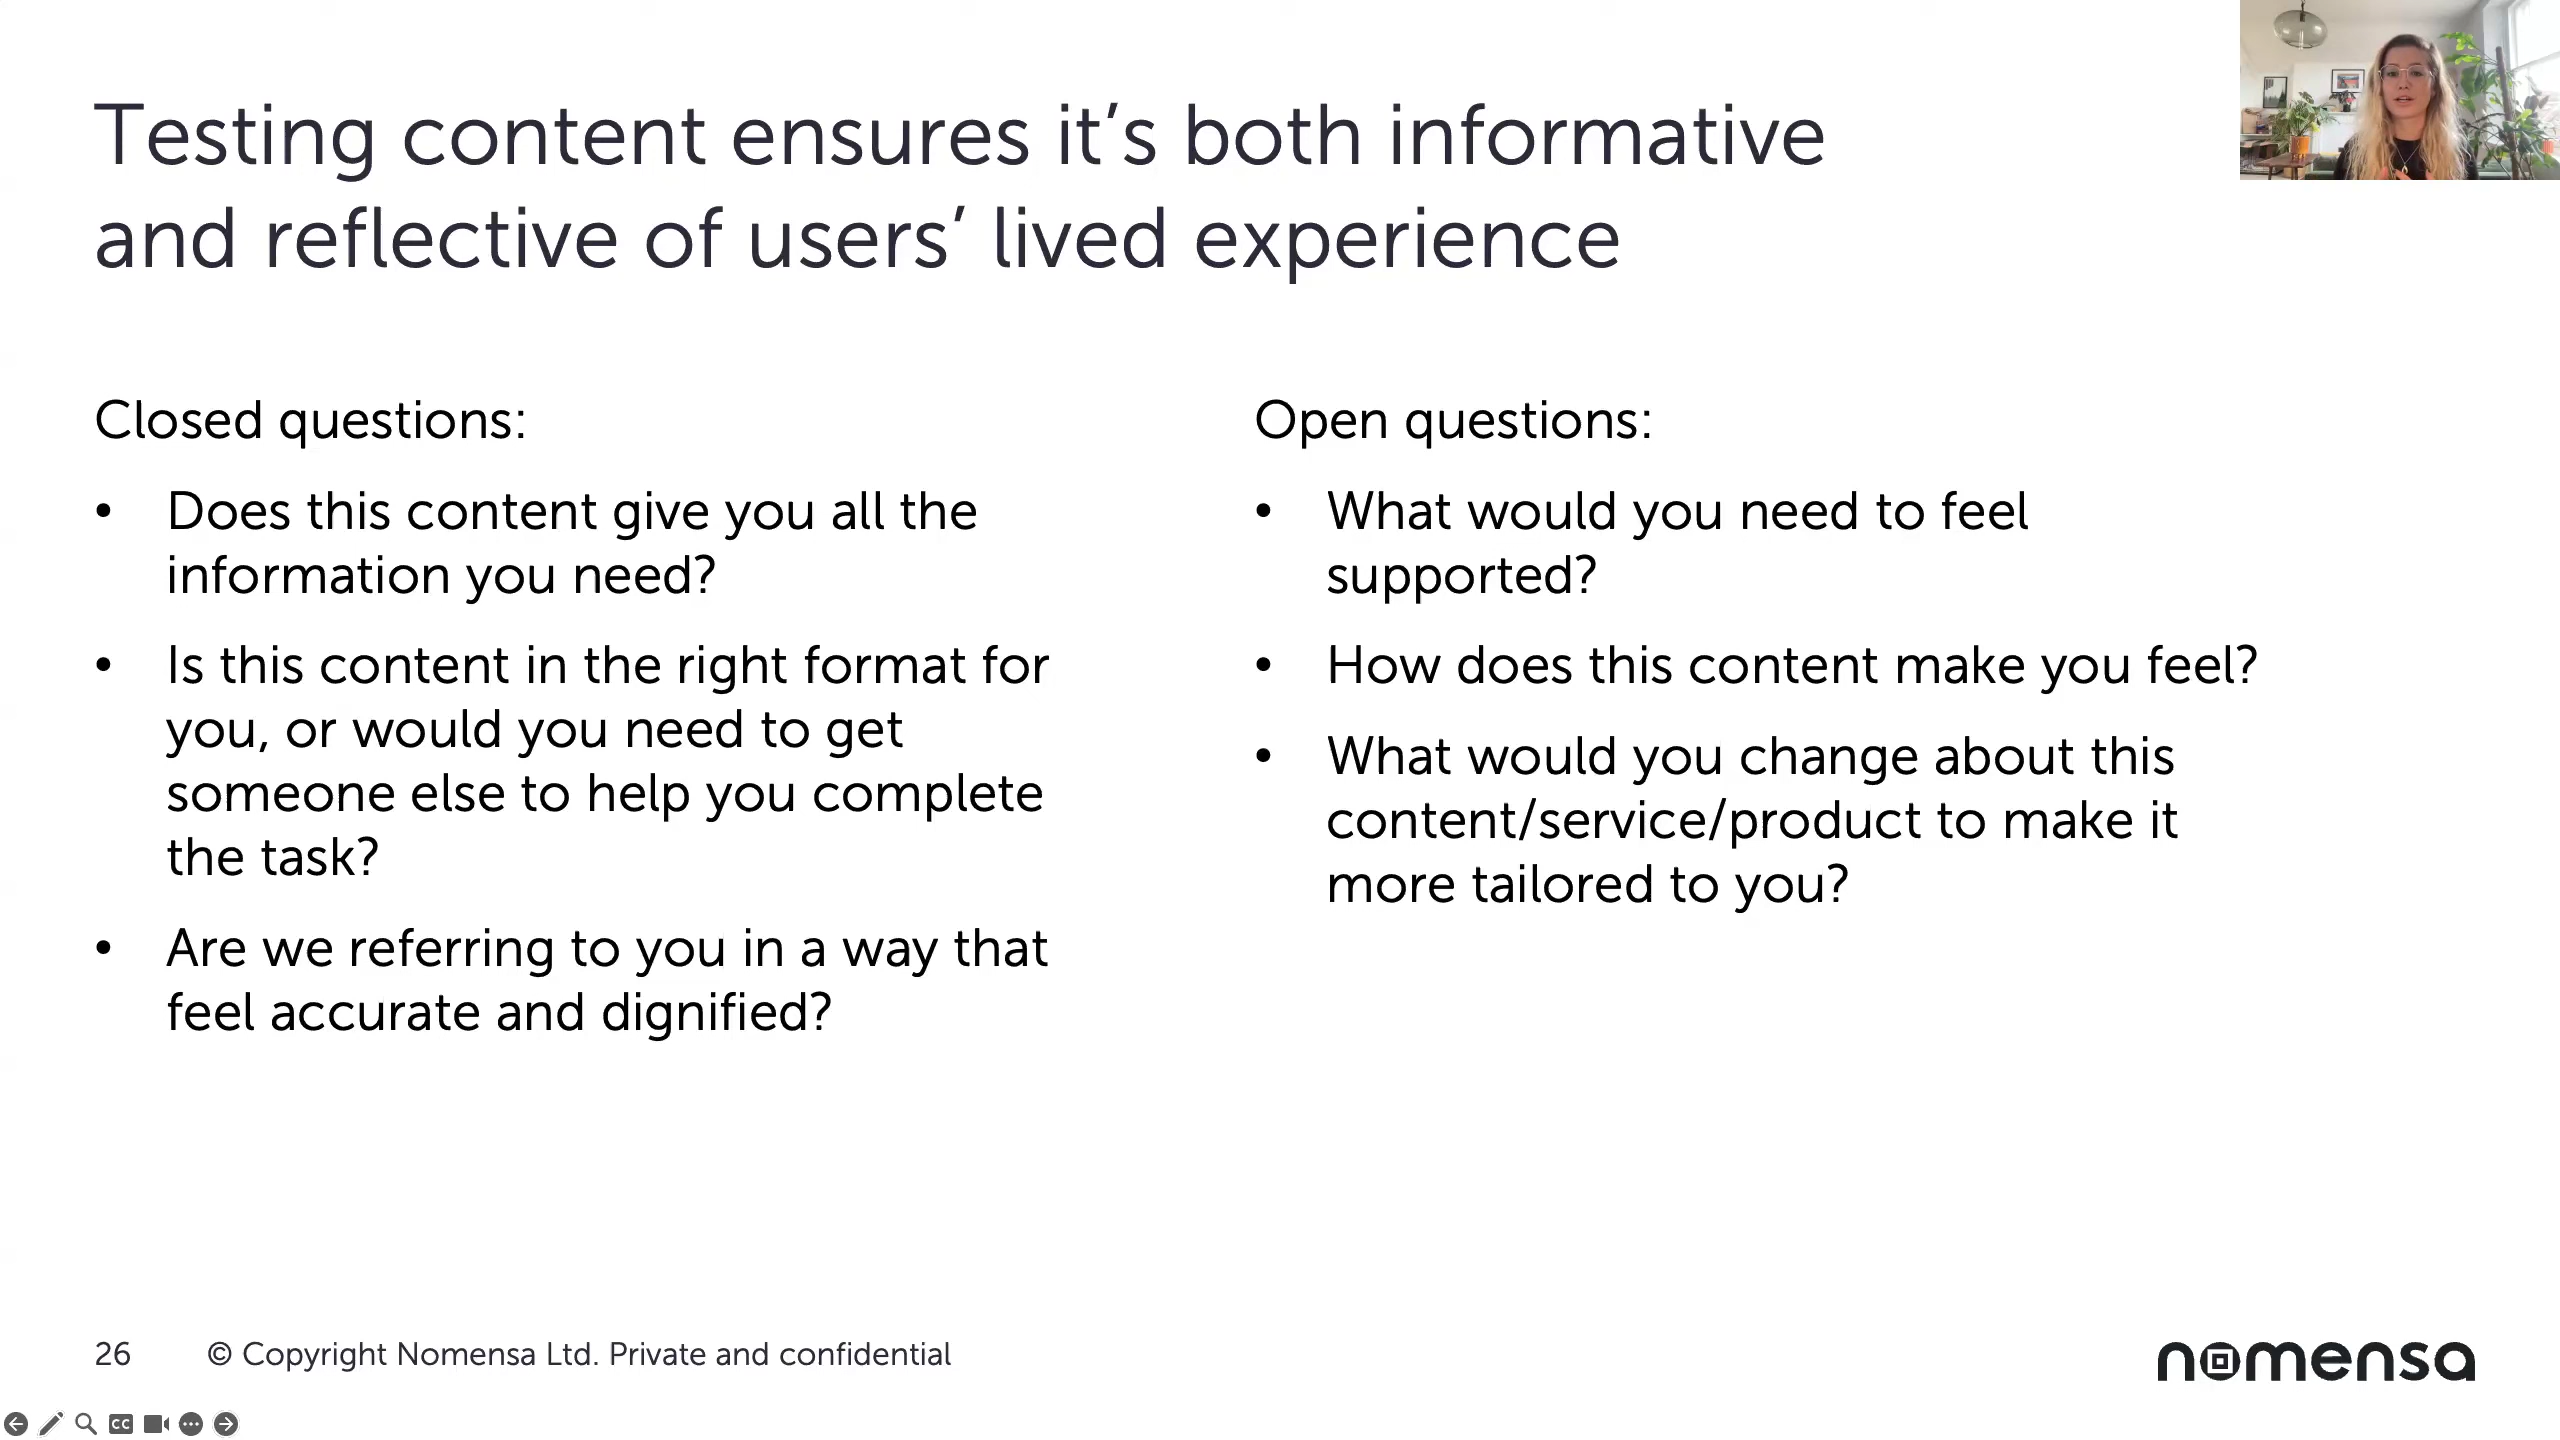 Testing content ensures it’s both informative
and reflective of users’ lived experience
Closed questions:
• Does this content give you all the
information you need?
• Is this content in the right format for
you, or would you need to get
someone else to help you complete
the task?
• Are we referring to you in a way that
feel accurate and dignified?
Open questions:
• What would you need to feel
supported?
• How does this content make you feel?
• What would you change about this
content/service/product to make it
more tailored to you?
26 © Copyright Nomensa Ltd. Private and confidential
nomensa
CC